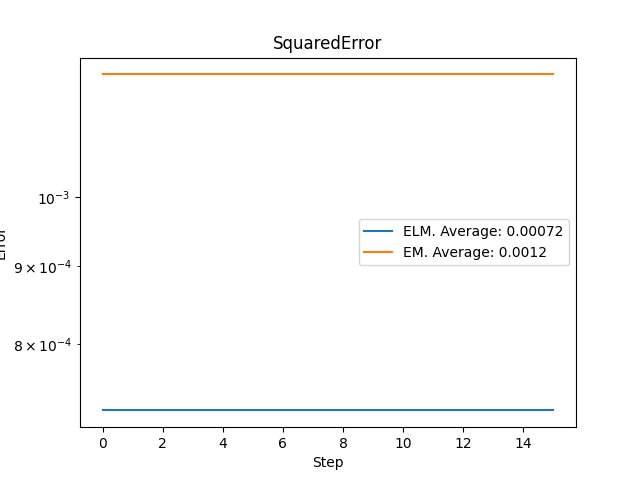 SquaredError
10⁻³
9 × 10⁻⁴
8 × 10⁻⁴
Error
ELM. Average: 0.00072
EM. Average: 0.0012
0 2 4 6 8 10 12 14
Step